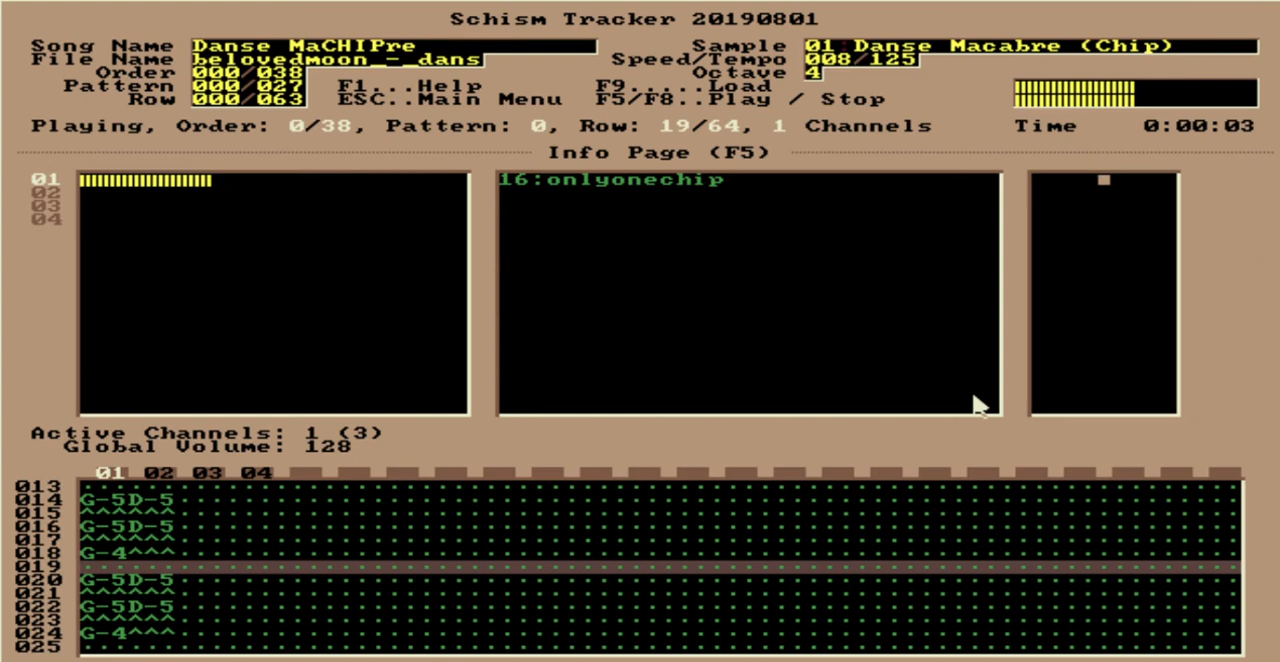 Schism Tracker 20190801
Song Name Danse MaCHIPre Sample 01:Danse Macabre (Chip)
File Name belovedmoon_-_dans Speed/Tempo 008/125
Order 000/038 Octave 4
Pattern 000/027 F1...Help F9.....Load
Row 000/063 ESC..Main Menu F5/F8..Play / Stop
Playing, Order: 0/38, Pattern: 0, Row: 19/64, 1 Channels Time 0:00:03
Info Page (F5)
01 16:onlyonechip
02
03
04
Active Channels: 1 (3)
Global Volume: 128
01 02 03 04
013
014 G-5D-5
015 ^^^^^^
016 G-5D-5
017 ^^^^^^
018 G-4^^^
019
020 G-5D-5
021 ^^^^^^
022 G-5D-5
023 ^^^^^^
024 G-4^^^
025